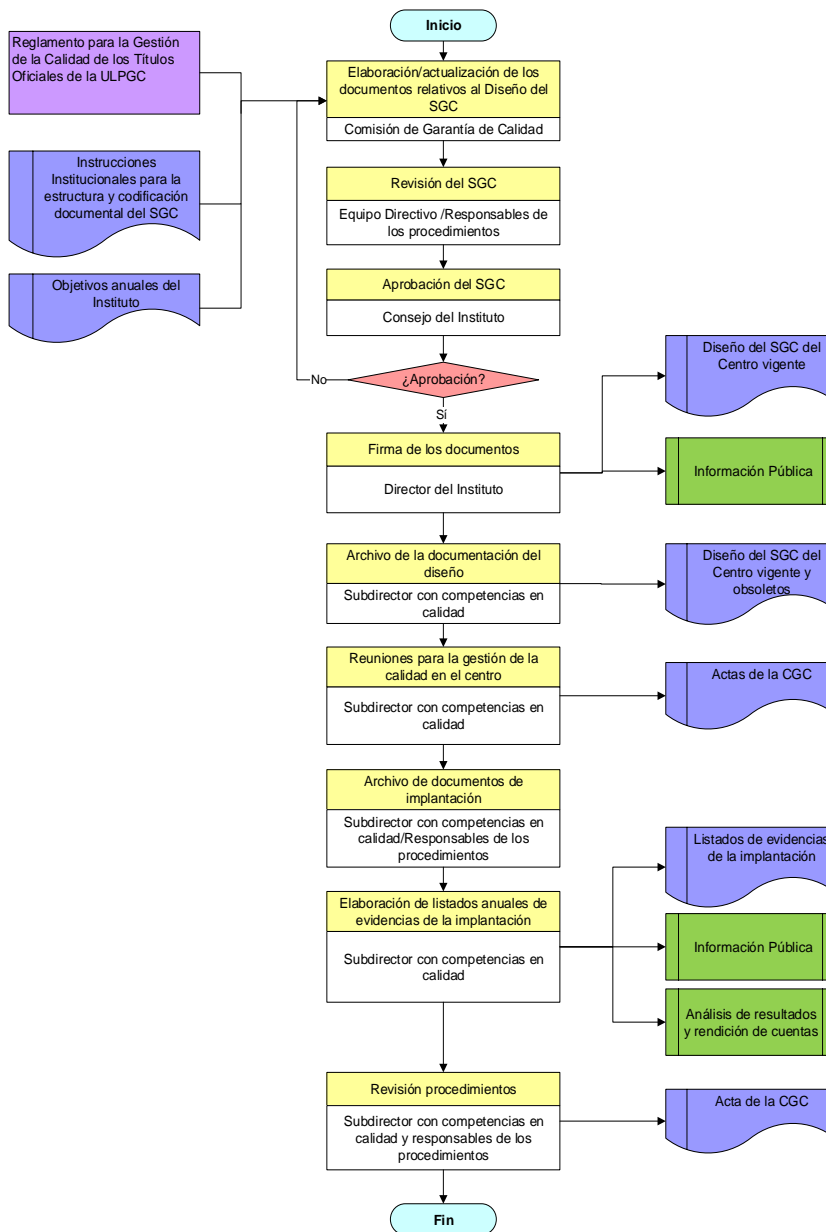 Inicio
Reglamento para la Gestión
de la Calidad de los Títulos
Oficiales de la ULPGC
Elaboración/actualización de los
documentos relativos al Diseño del
SGC
Comisión de Garantía de Calidad
Instrucciones
Institucionales para la
estructura y codificación
documental del SGC
Revisión del SGC
Equipo Directivo /Responsables de
los procedimientos
Objetivos anuales del
Instituto
Aprobación del SGC
Consejo del Instituto
Diseño del SGC del
Centro vigente
No
¿Aprobación?
Sí
Firma de los documentos
Director del Instituto
Información Pública
Archivo de la documentación del
diseño
Subdirector con competencias en
calidad
Diseño del SGC del
Centro vigente y
obsoletos
Reuniones para la gestión de la
calidad en el centro
Subdirector con competencias en
calidad
Actas de la CGC
Archivo de documentos de
implantación
Subdirector con competencias en
calidad/Responsables de los
procedimientos
Listados de evidencias
de la implantación
Elaboración de listados anuales de
evidencias de la implantación
Subdirector con competencias en
calidad
Información Pública
Análisis de resultados
y rendición de cuentas
Revisión procedimientos
Subdirector con competencias en
calidad y responsables de los
procedimientos
Acta de la CGC
Fin